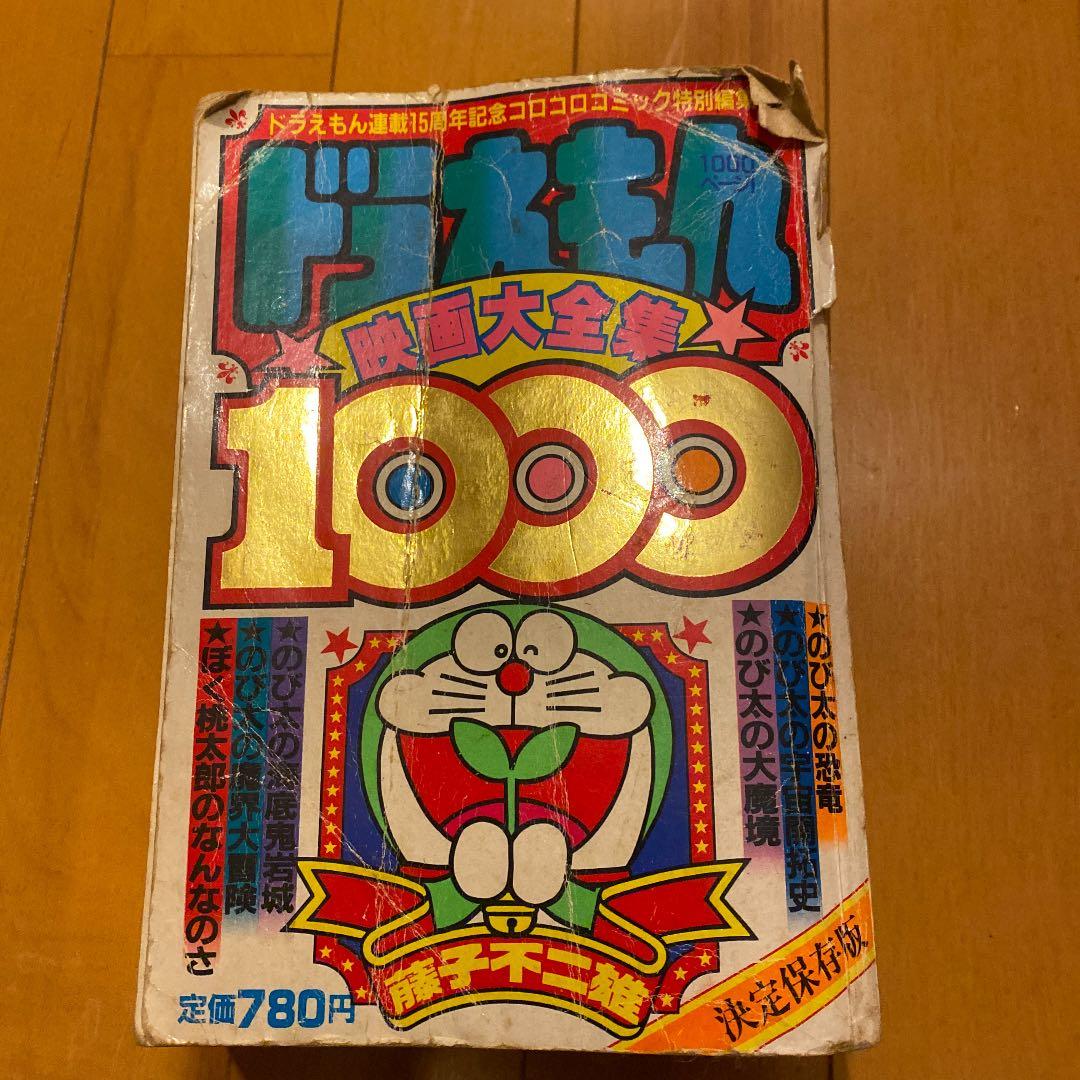 ドラえもん連載15周年記念コロコロコミック特別編集
ドラえもん
1000
ページ!
映画大全集
1000
★のび太の恐竜
★のび太の宇宙開拓史
★のび太の大魔境
★のび太の海底鬼岩城
★のび太の魔界大冒険
★ぼく桃太郎のなんなのさ
藤子不二雄
定価780円
決定保存版